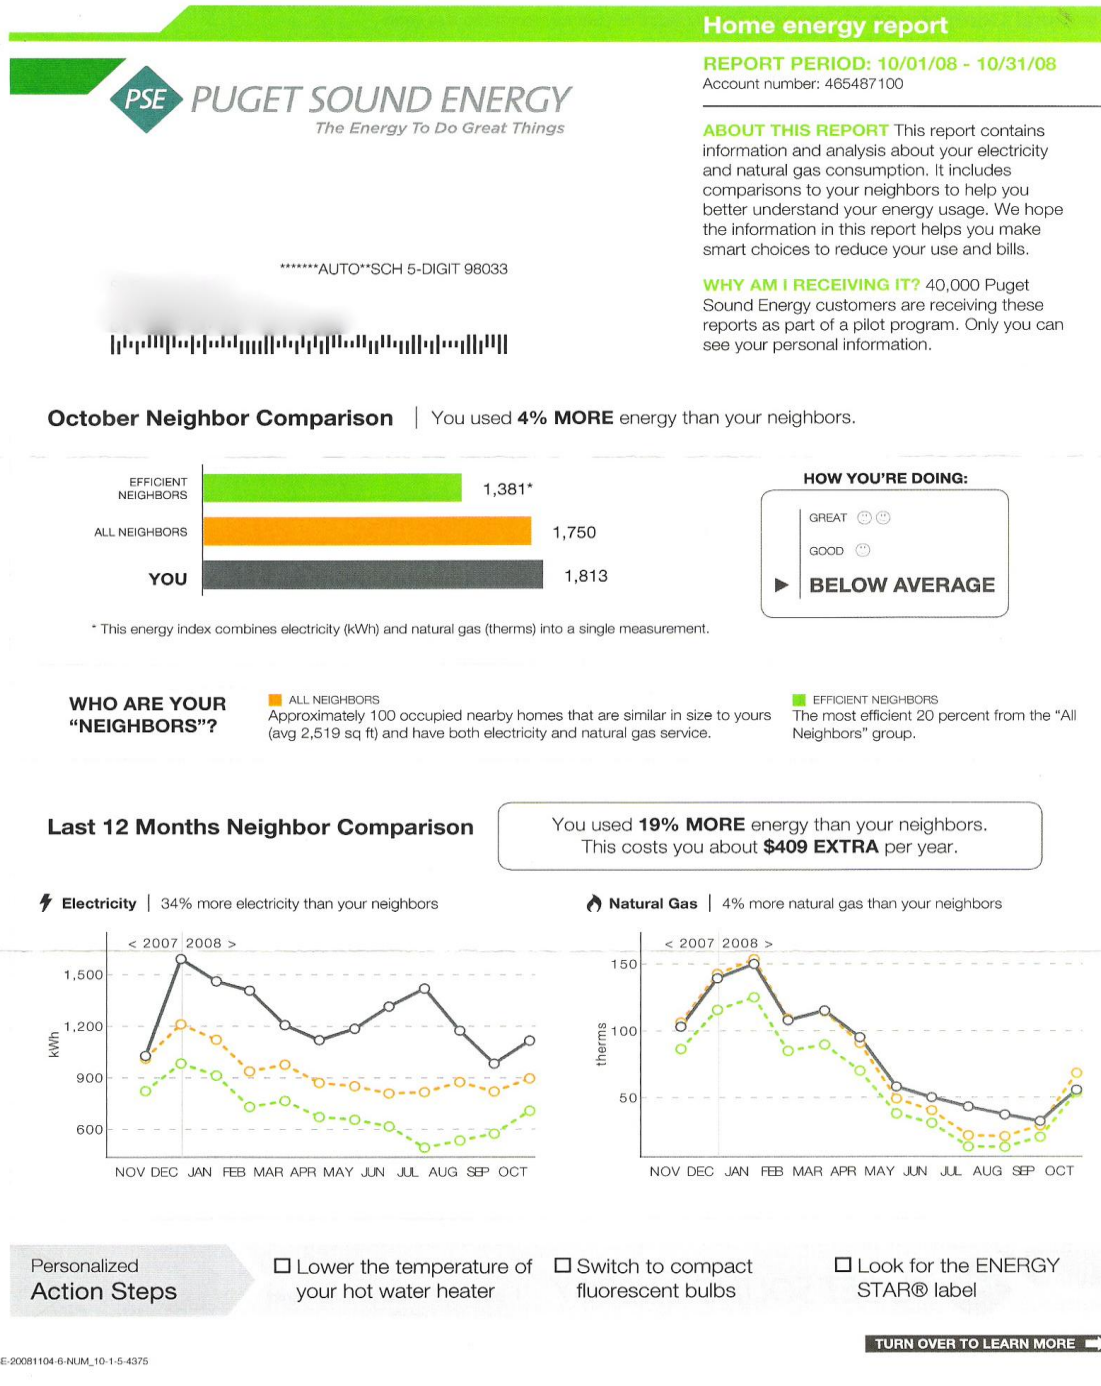 Home energy report
PSE PUGET SOUND ENERGY
The Energy To Do Great Things
REPORT PERIOD: 10/01/08 - 10/31/08
Account number: 465487100
ABOUT THIS REPORT This report contains
information and analysis about your electricity
and natural gas consumption. It includes
comparisons to your neighbors to help you
better understand your energy usage. We hope
the information in this report helps you make
smart choices to reduce your use and bills.
WHY AM I RECEIVING IT? 40,000 Puget
Sound Energy customers are receiving these
reports as part of a pilot program. Only you can
see your personal information.
*******AUTO**SCH 5-DIGIT 98033
October Neighbor Comparison | You used 4% MORE energy than your neighbors.
EFFICIENT
NEIGHBORS
1,381*
ALL NEIGHBORS
1,750
YOU
1,813
* This energy index combines electricity (kWh) and natural gas (therms) into a single measurement.
HOW YOU'RE DOING:
GREAT
GOOD
BELOW AVERAGE
WHO ARE YOUR
"NEIGHBORS"?
ALL NEIGHBORS
Approximately 100 occupied nearby homes that are similar in size to yours
(avg 2,519 sq ft) and have both electricity and natural gas service.
EFFICIENT NEIGHBORS
The most efficient 20 percent from the "All
Neighbors" group.
Last 12 Months Neighbor Comparison
You used 19% MORE energy than your neighbors.
This costs you about $409 EXTRA per year.
Electricity | 34% more electricity than your neighbors
< 2007 2008 >
1,500
1,200
900
600
kWh
NOV DEC JAN FEB MAR APR MAY JUN JUL AUG SEP OCT
Natural Gas | 4% more natural gas than your neighbors
< 2007 2008 >
150
100
50
therms
NOV DEC JAN FEB MAR APR MAY JUN JUL AUG SEP OCT
Personalized
Action Steps
Lower the temperature of
your hot water heater
Switch to compact
fluorescent bulbs
Look for the ENERGY
STAR® label
TURN OVER TO LEARN MORE
E-20081104-6-NUM_10-1-5-4375